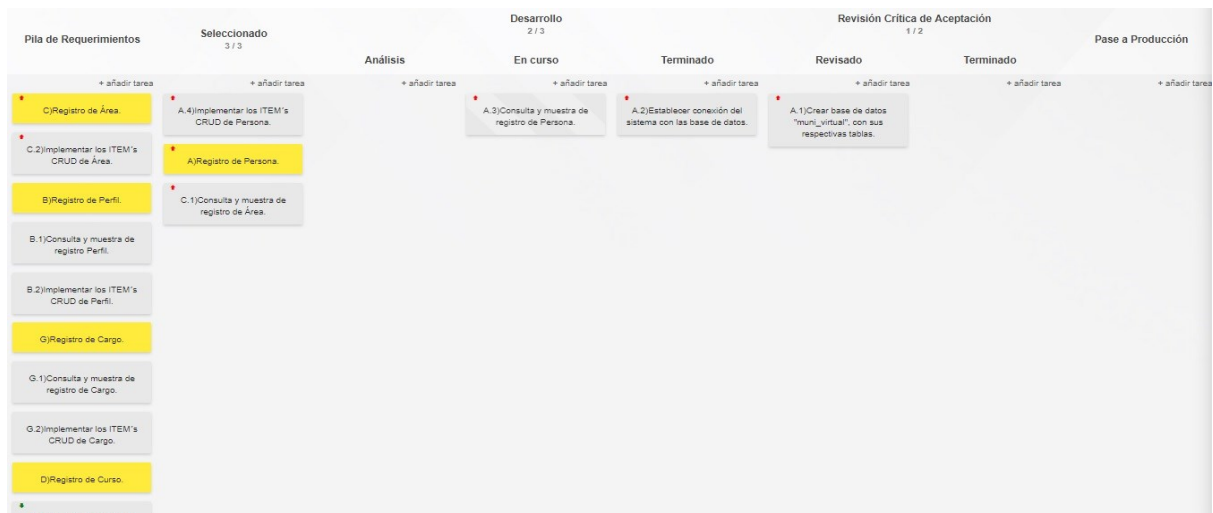 Pila de Requerimientos
Seleccionado
3 / 3
Desarrollo
2 / 3
Análisis
En curso
Terminado
Revisión Crítica de Aceptación
1 / 2
Revisado
Terminado
Pase a Producción
+ añadir tarea
+ añadir tarea
+ añadir tarea
+ añadir tarea
+ añadir tarea
+ añadir tarea
+ añadir tarea
+ añadir tarea
C)Registro de Área.
C.2)Implementar los ITEM's
CRUD de Área.
B)Registro de Perfil.
B.1)Consulta y muestra de
registro Perfil.
B.2)Implementar los ITEM's
CRUD de Perfil.
G)Registro de Cargo.
G.1)Consulta y muestra de
registro de Cargo.
G.2)Implementar los ITEM's
CRUD de Cargo.
D)Registro de Curso.
A.4)Implementar los ITEM's
CRUD de Persona.
A)Registro de Persona.
C.1)Consulta y muestra de
registro de Área.
A.3)Consulta y muestra de
registro de Persona.
A.2)Establecer conexión del
sistema con las base de datos.
A.1)Crear base de datos
"muni_virtual", con sus
respectivas tablas.